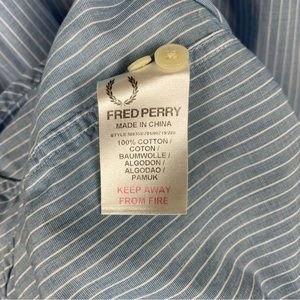 FRED PERRY
MADE IN CHINA
100% COTTON /
COTON /
BAUMWOLLE /
ALGODON /
ALGODAO /
PAMUK
KEEP AWAY
FROM FIRE